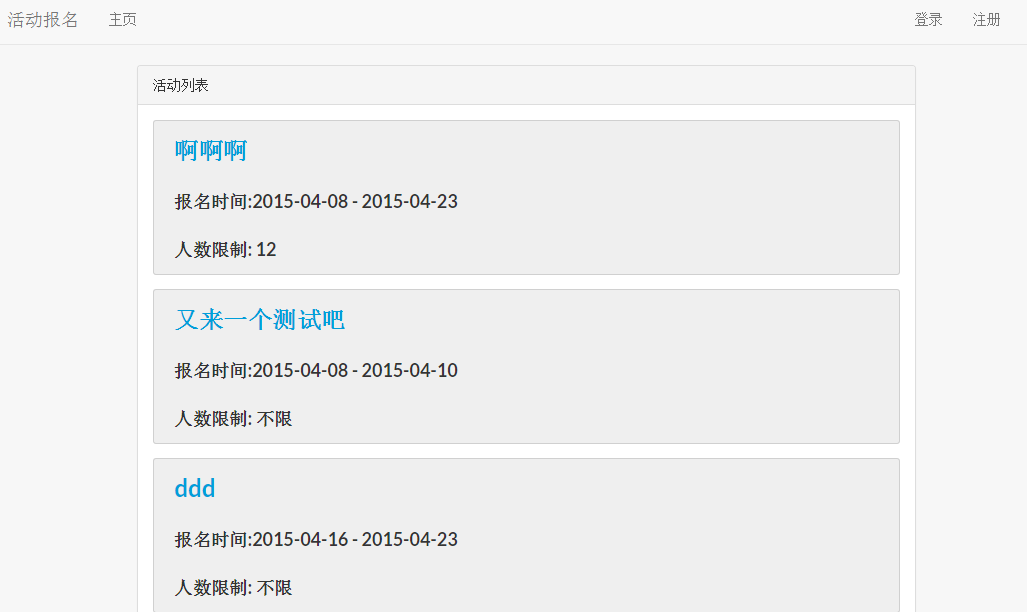 活动报名 主页 登录 注册
活动列表
啊啊啊
报名时间:2015-04-08 - 2015-04-23
人数限制: 12
又来一个测试吧
报名时间:2015-04-08 - 2015-04-10
人数限制: 不限
ddd
报名时间:2015-04-16 - 2015-04-23
人数限制: 不限